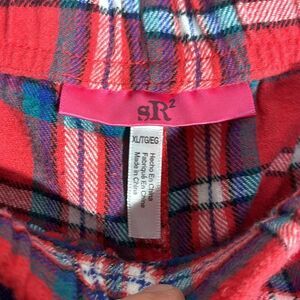 sR²
XL/TG/EG
Hecho En China
Fabriqué En Chine
Made in China